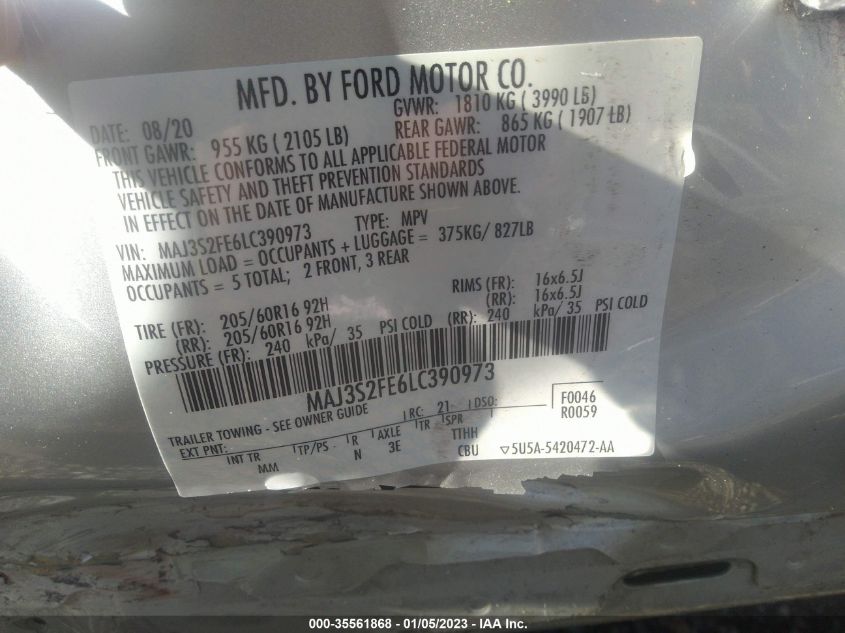 MFD. BY FORD MOTOR CO.
DATE: 08/20 GVWR: 1810 KG ( 3990 LB)
FRONT GAWR: 955 KG ( 2105 LB) REAR GAWR: 865 KG ( 1907 LB)
THIS VEHICLE CONFORMS TO ALL APPLICABLE FEDERAL MOTOR
VEHICLE SAFETY AND THEFT PREVENTION STANDARDS
IN EFFECT ON THE DATE OF MANUFACTURE SHOWN ABOVE.
VIN: MAJ3S2FE6LC390973 TYPE: MPV
MAXIMUM LOAD = OCCUPANTS + LUGGAGE = 375KG/ 827LB
OCCUPANTS = 5 TOTAL; 2 FRONT, 3 REAR
TIRE (FR): 205/60R16 92H RIMS (FR): 16x6.5J
(RR): 205/60R16 92H (RR): 16x6.5J
PRESSURE (FR): 240 kPa/ 35 PSI COLD (RR): 240 kPa/ 35 PSI COLD
MAJ3S2FE6LC390973
TRAILER TOWING - SEE OWNER GUIDE
EXT PNT: RC: 21 DSO: F0046
R0059
INT TR TP/PS R AXLE TR SPR
MM N 3E TTHH
CBU ▽5U5A-5420472-AA
000-35561868 - 01/05/2023 - IAA Inc.